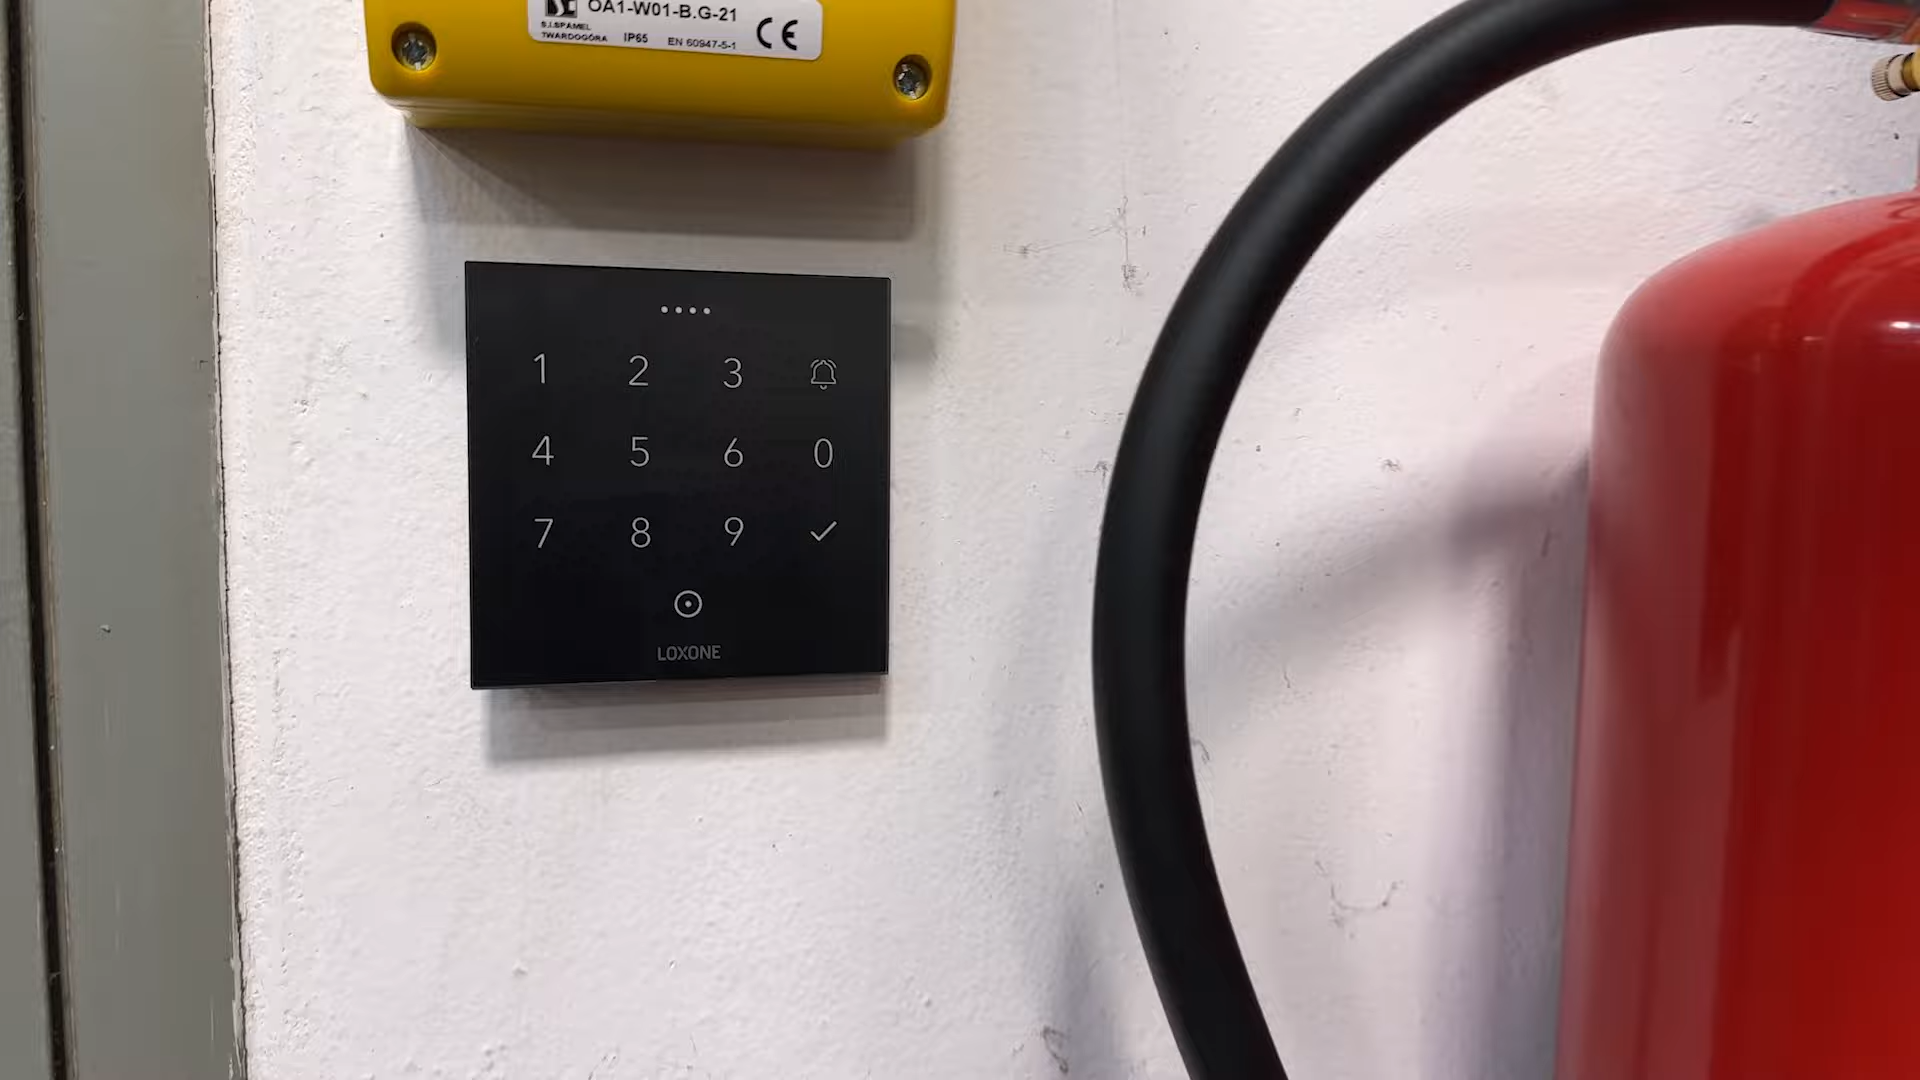 OA1-W01-B.G-21
S.I.SPAMEL
TWARDOGÓRA IP65 EN 60947-5-1 CE
1 2 3
4 5 6 0
7 8 9
LOXONE